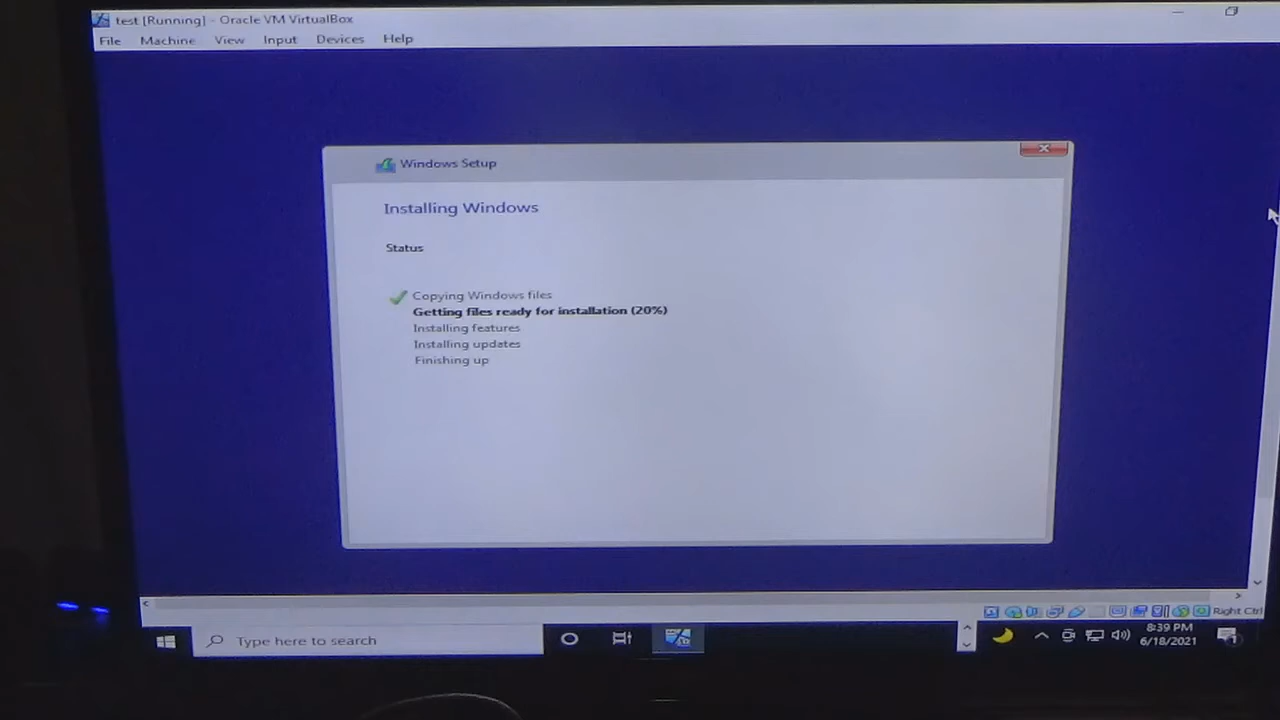 test [Running] - Oracle VM VirtualBox
File Machine View Input Devices Help
Windows Setup
Installing Windows
Status
Copying Windows files
Getting files ready for installation (20%)
Installing features
Installing updates
Finishing up
Right Ctrl
Type here to search
8:39 PM
6/18/2021
1